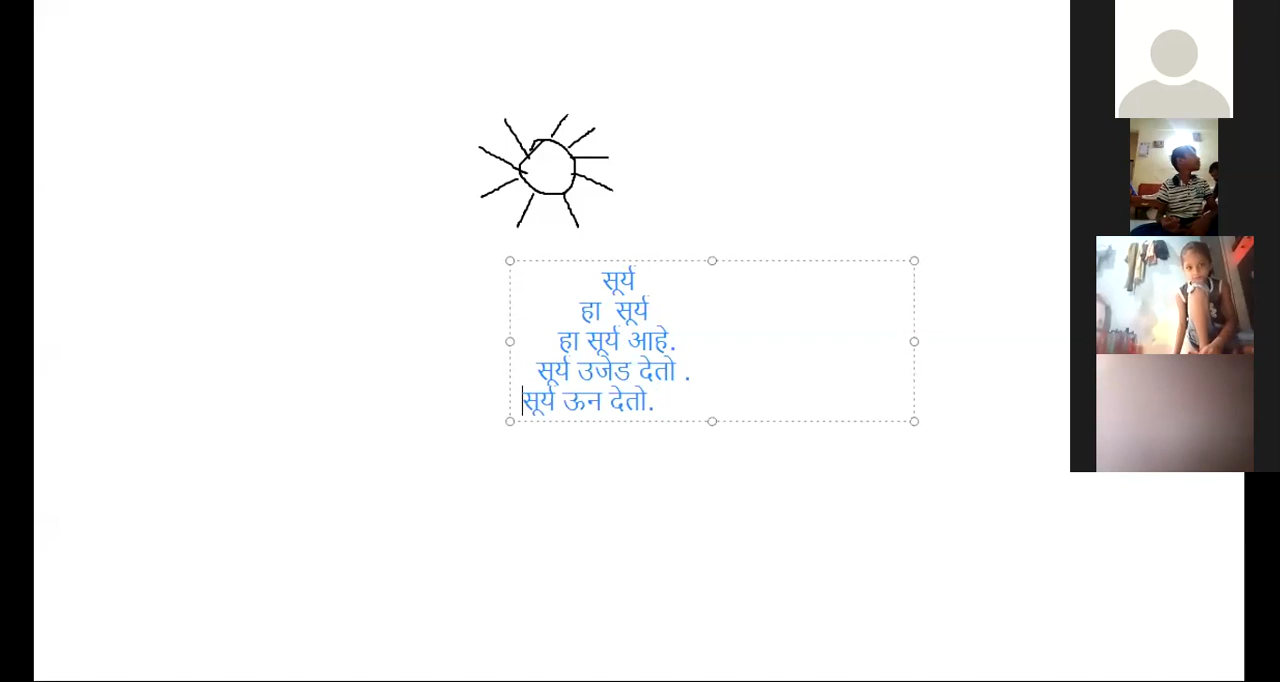 सूर्य
हा  सूर्य
हा सूर्य आहे.
सूर्य उजेड देतो .
सूर्य ऊन देतो.